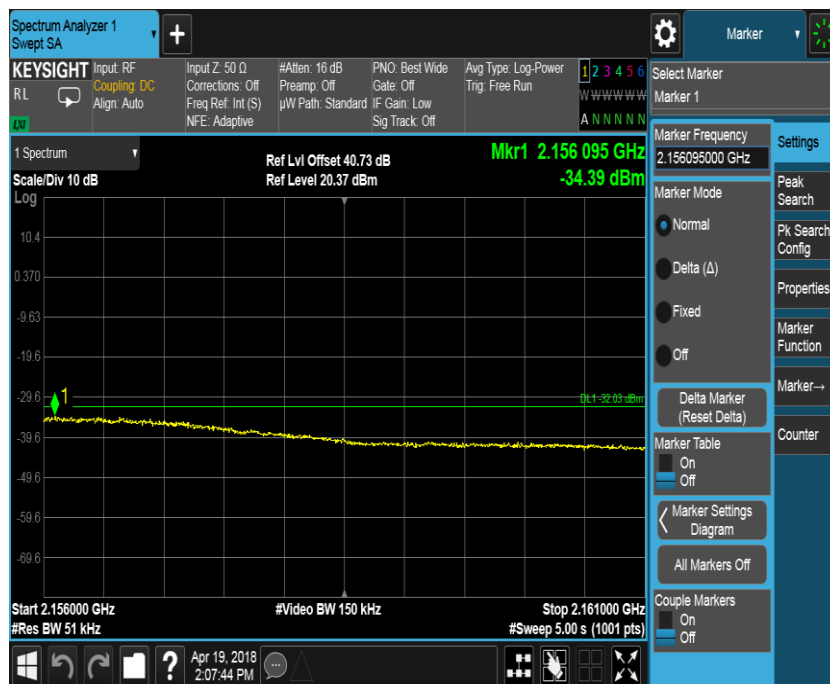 Spectrum Analyzer 1
Swept SA
+
Marker
KEYSIGHT
RL
LXI
Input: RF
Coupling: DC
Align: Auto
Input Z: 50 Ω
Corrections: Off
Freq Ref: Int (S)
NFE: Adaptive
#Atten: 16 dB
Preamp: Off
µW Path: Standard
PNO: Best Wide
Gate: Off
IF Gain: Low
Sig Track: Off
Avg Type: Log-Power
Trig: Free Run
1 2 3 4 5 6
W W W W W W
A N N N N N
Select Marker
Marker 1
1 Spectrum
Ref Lvl Offset 40.73 dB
Mkr1 2.156 095 GHz
Scale/Div 10 dB
Ref Level 20.37 dBm
-34.39 dBm
Log
10.4
0.370
-9.63
-19.6
-29.6
-39.6
-49.6
-59.6
-69.6
1
DL1 -32.03 dBm
Start 2.156000 GHz
#Video BW 150 kHz
Stop 2.161000 GHz
#Res BW 51 kHz
#Sweep 5.00 s (1001 pts)
Marker Frequency
2.156095000 GHz
Marker Mode
Normal
Delta (Δ)
Fixed
Off
Delta Marker
(Reset Delta)
Marker Table
On
Off
Marker Settings
Diagram
All Markers Off
Couple Markers
On
Off
Settings
Peak
Search
Pk Search
Config
Properties
Marker
Function
Marker→
Counter
?
Apr 19, 2018
2:07:44 PM